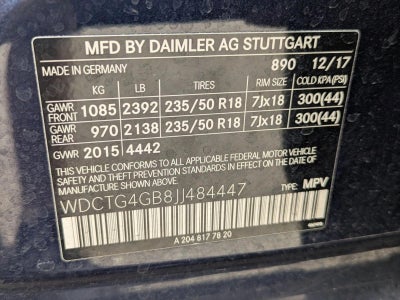 MFD BY DAIMLER AG STUTTGART
MADE IN GERMANY 890 12/17
KG LB TIRES RIM SIZE COLD KPA (PSI)
GAWR FRONT 1085 2392 235/50 R18 7Jx18 300(44)
GAWR REAR 970 2138 235/50 R18 7Jx18 300(44)
GVWR 2015 4442
THIS VEHICLE CONFORMS TO ALL APPLICABLE U.S. FEDERAL MOTOR
VEHICLE SAFETY AND THEFT PREVENTION STANDARDS IN EFFECT
ON THE DATE OF MANUFACTURE SHOWN ABOVE.
WDCTG4GB8JJ484447 TYPE: MPV
A 204 817 78 20